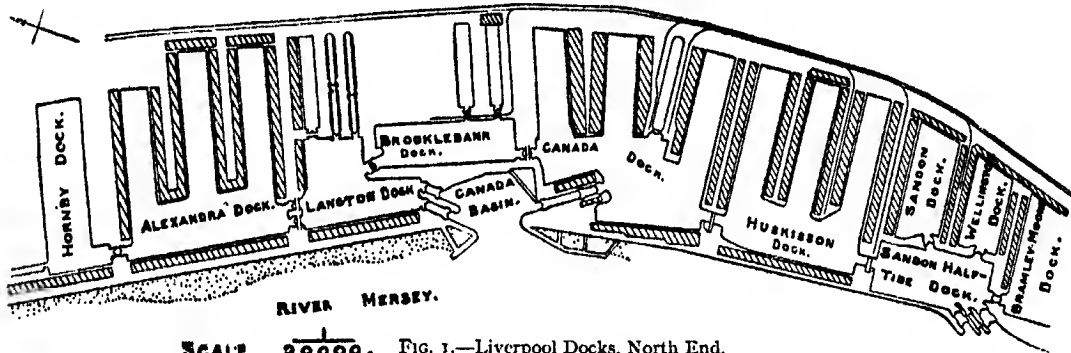 HORNBY DOCK.
ALEXANDRA DOCK.
LANGTON DOCK
BROCKLEBANK
DOCK.
CANADA
BASIN.
CANADA
DOCK.
HUSKISSON
DOCK.
SANDON
DOCK.
WELLINGTON
DOCK.
BRAMLEY-MOORE
DOCK.
SANDON HALF-
TIDE DOCK.
RIVER MERSEY.
SCALE 1/20000. FIG. 1.—Liverpool Docks, North End.